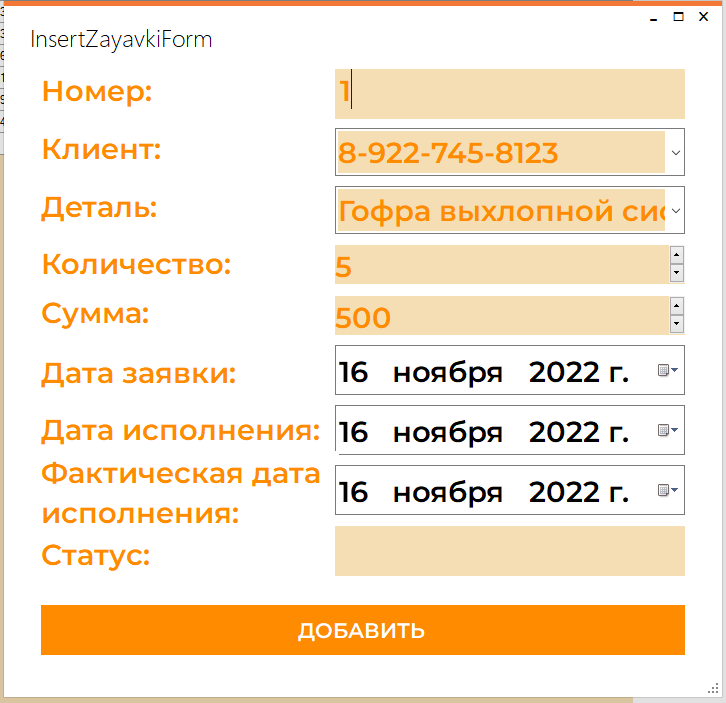 InsertZayavkiForm
Номер: 1
Клиент: 8-922-745-8123
Деталь: Гофра выхлопной сис
Количество: 5
Сумма: 500
Дата заявки: 16 ноября 2022 г.
Дата исполнения: 16 ноября 2022 г.
Фактическая дата
исполнения: 16 ноября 2022 г.
Статус:
ДОБАВИТЬ